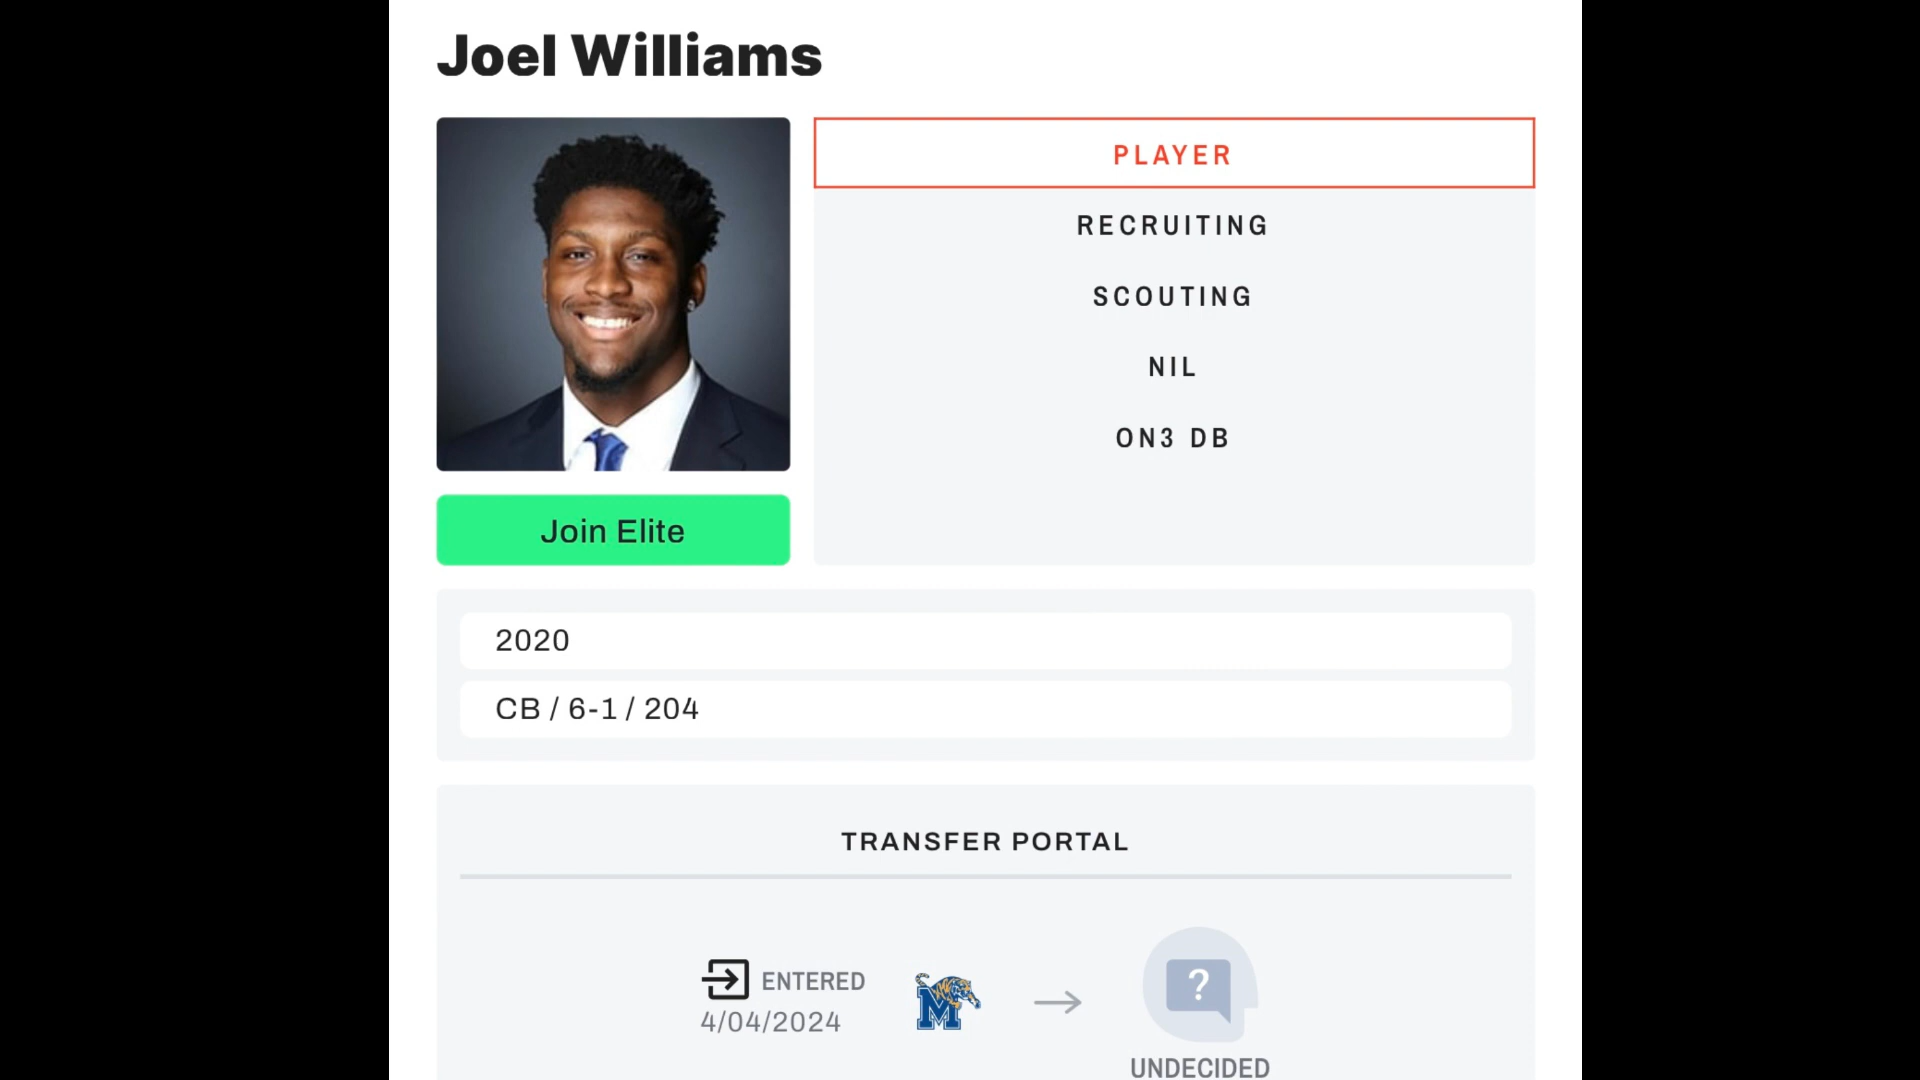 Joel Williams
PLAYER
RECRUITING
SCOUTING
NIL
ON3 DB
Join Elite
2020
CB / 6-1 / 204
TRANSFER PORTAL
ENTERED
4/04/2024
M
?
UNDECIDED